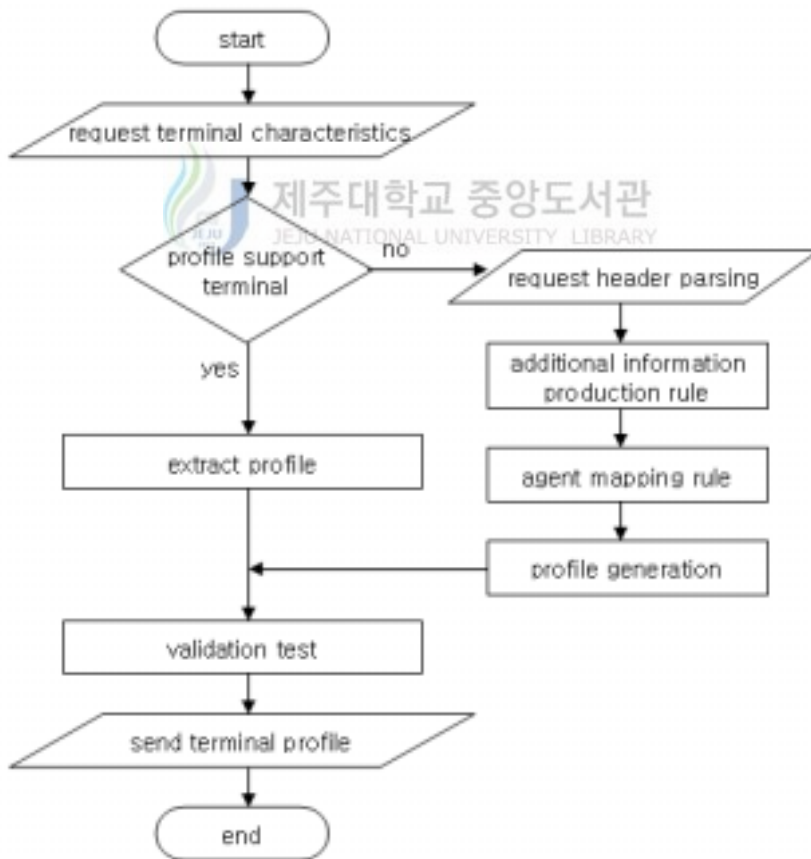 start
request terminal characteristics
제주대학교 중앙도서관
JEJU NATIONAL UNIVERSITY LIBRARY
JEJU
profile support
terminal
no
request header parsing
yes
additional information
production rule
extract profile
agent mapping rule
profile generation
validation test
send terminal profile
end